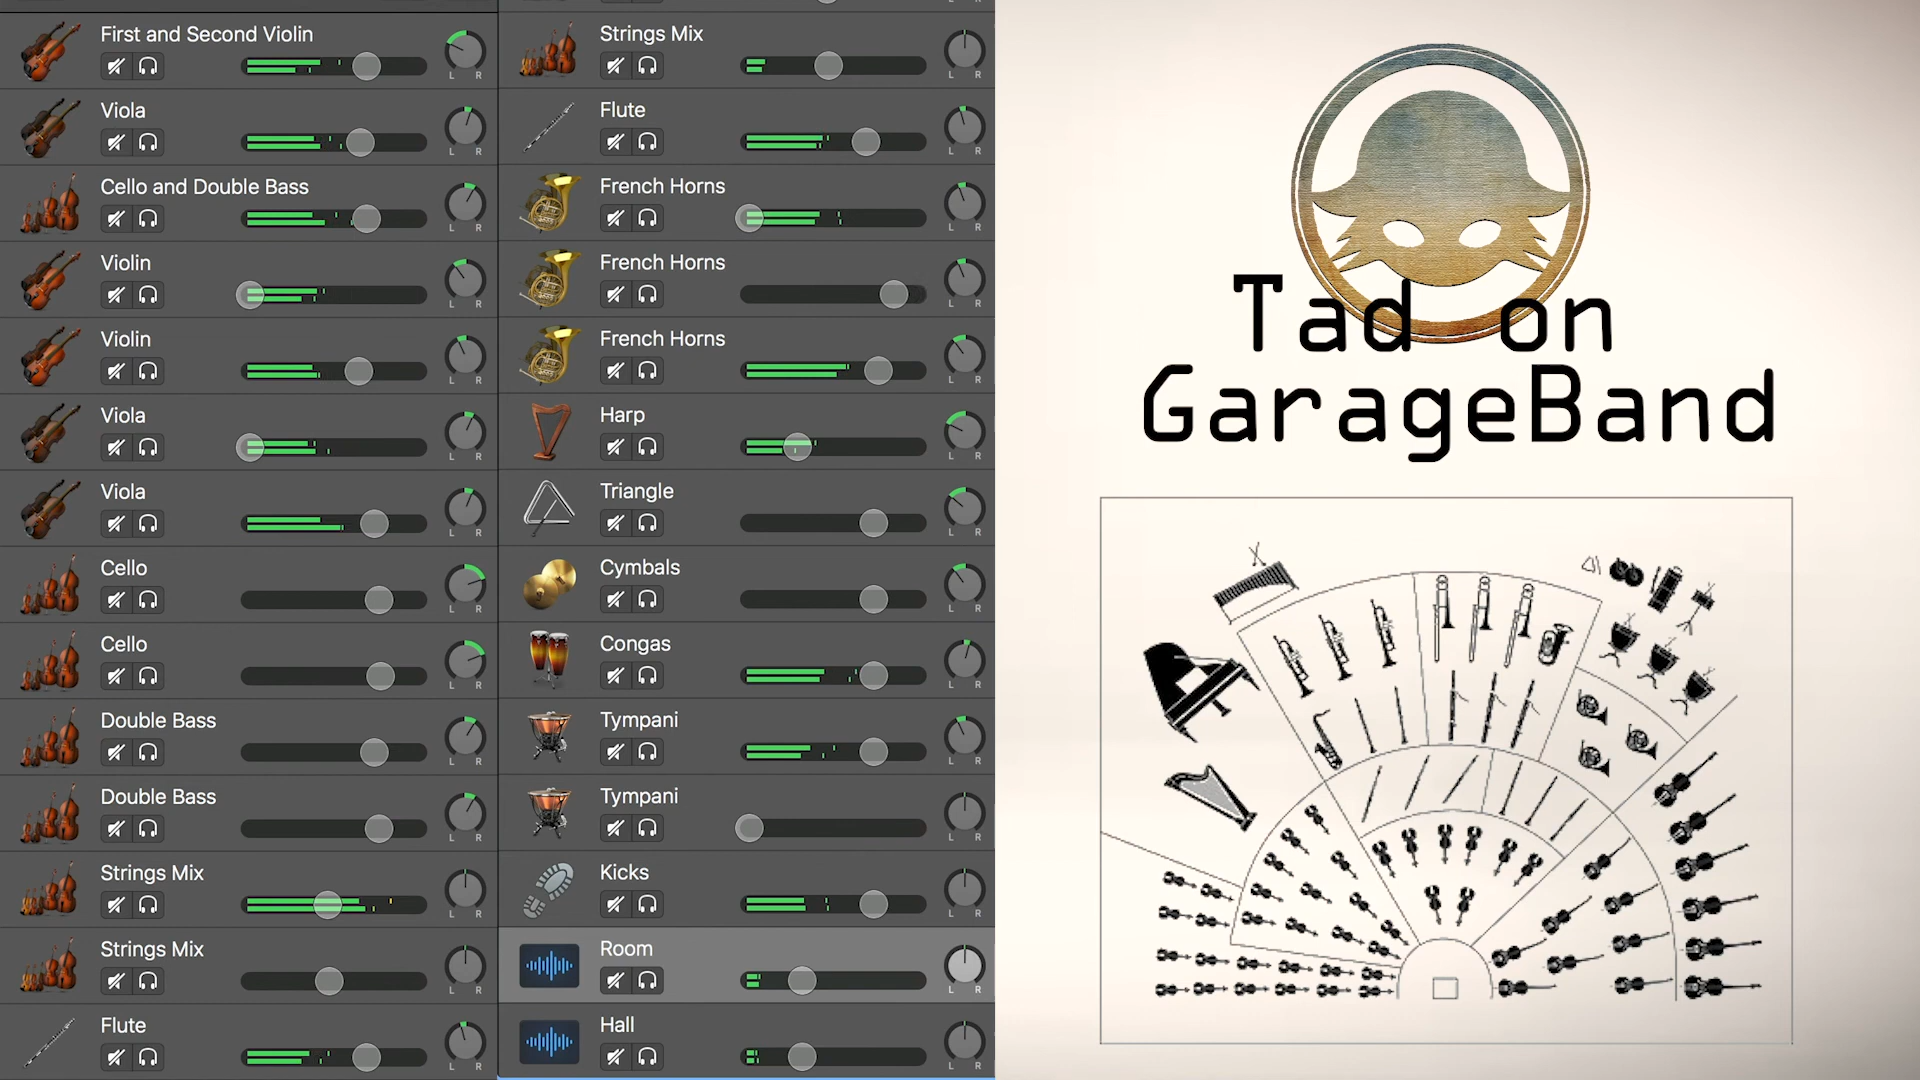 First and Second Violin
L R
Viola
L R
Cello and Double Bass
L R
Violin
L R
Violin
L R
Viola
L R
Viola
L R
Cello
L R
Cello
L R
Double Bass
L R
Double Bass
L R
Strings Mix
L R
Strings Mix
L R
Flute
L R
Strings Mix
L R
Flute
L R
French Horns
L R
French Horns
L R
French Horns
L R
Harp
L R
Triangle
L R
Cymbals
L R
Congas
L R
Tympani
L R
Tympani
L R
Kicks
L R
Room
L R
Hall
L R
Tad on
GarageBand